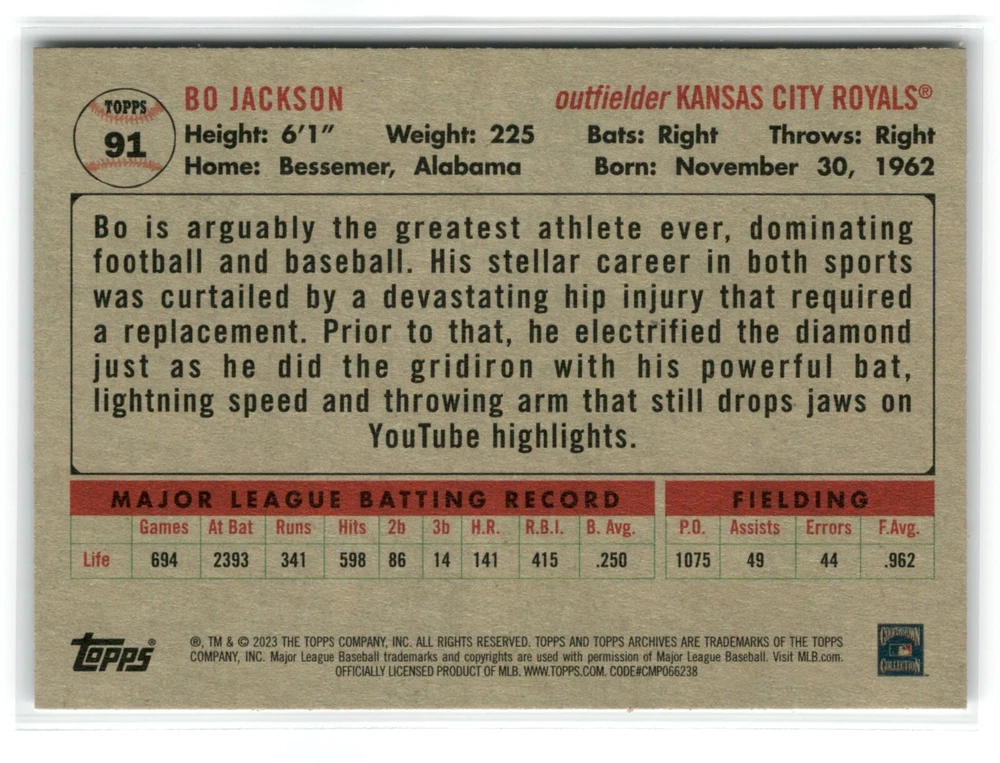 TOPPS
91
BO JACKSON
outfielder KANSAS CITY ROYALS®
Height: 6'1" Weight: 225 Bats: Right Throws: Right
Home: Bessemer, Alabama Born: November 30, 1962
Bo is arguably the greatest athlete ever, dominating
football and baseball. His stellar career in both sports
was curtailed by a devastating hip injury that required
a replacement. Prior to that, he electrified the diamond
just as he did the gridiron with his powerful bat,
lightning speed and throwing arm that still drops jaws on
YouTube highlights.
MAJOR LEAGUE BATTING RECORD FIELDING
Games At Bat Runs Hits 2b 3b H.R. R.B.I. B. Avg. P.O. Assists Errors F.Avg.
Life 694 2393 341 598 86 14 141 415 .250 1075 49 44 .962
Topps®
®, TM & © 2023 THE TOPPS COMPANY, INC. ALL RIGHTS RESERVED. TOPPS AND TOPPS ARCHIVES ARE TRADEMARKS OF THE TOPPS
COMPANY, INC. Major League Baseball trademarks and copyrights are used with permission of Major League Baseball. Visit MLB.com.
OFFICIALLY LICENSED PRODUCT OF MLB. WWW.TOPPS.COM. CODE#CMP066238
COOPERSTOWN
COLLECTION